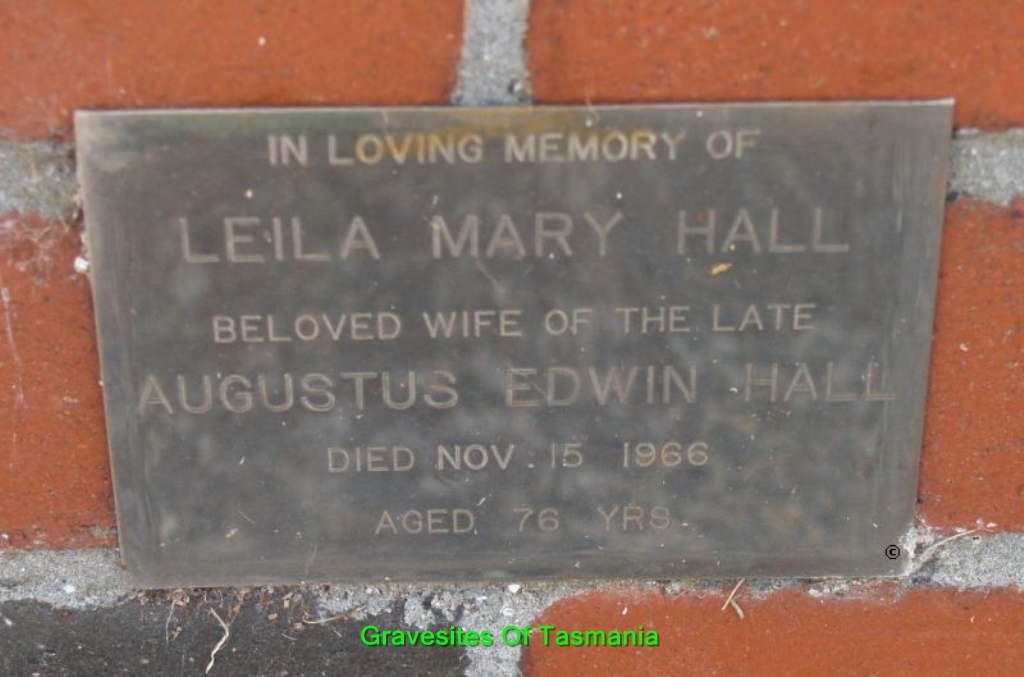 IN LOVING MEMORY OF
LEILA MARY HALL
BELOVED WIFE OF THE LATE
AUGUSTUS EDWIN HALL
DIED NOV. 15 1966
AGED 76 YRS
©
Gravesites Of Tasmania